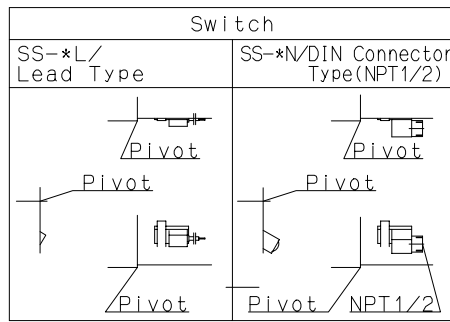 Switch
SS-*L/
Lead Type
SS-*N/DIN Connector
Type(NPT1/2)
Pivot
Pivot
Pivot
Pivot
Pivot
Pivot
NPT1/2